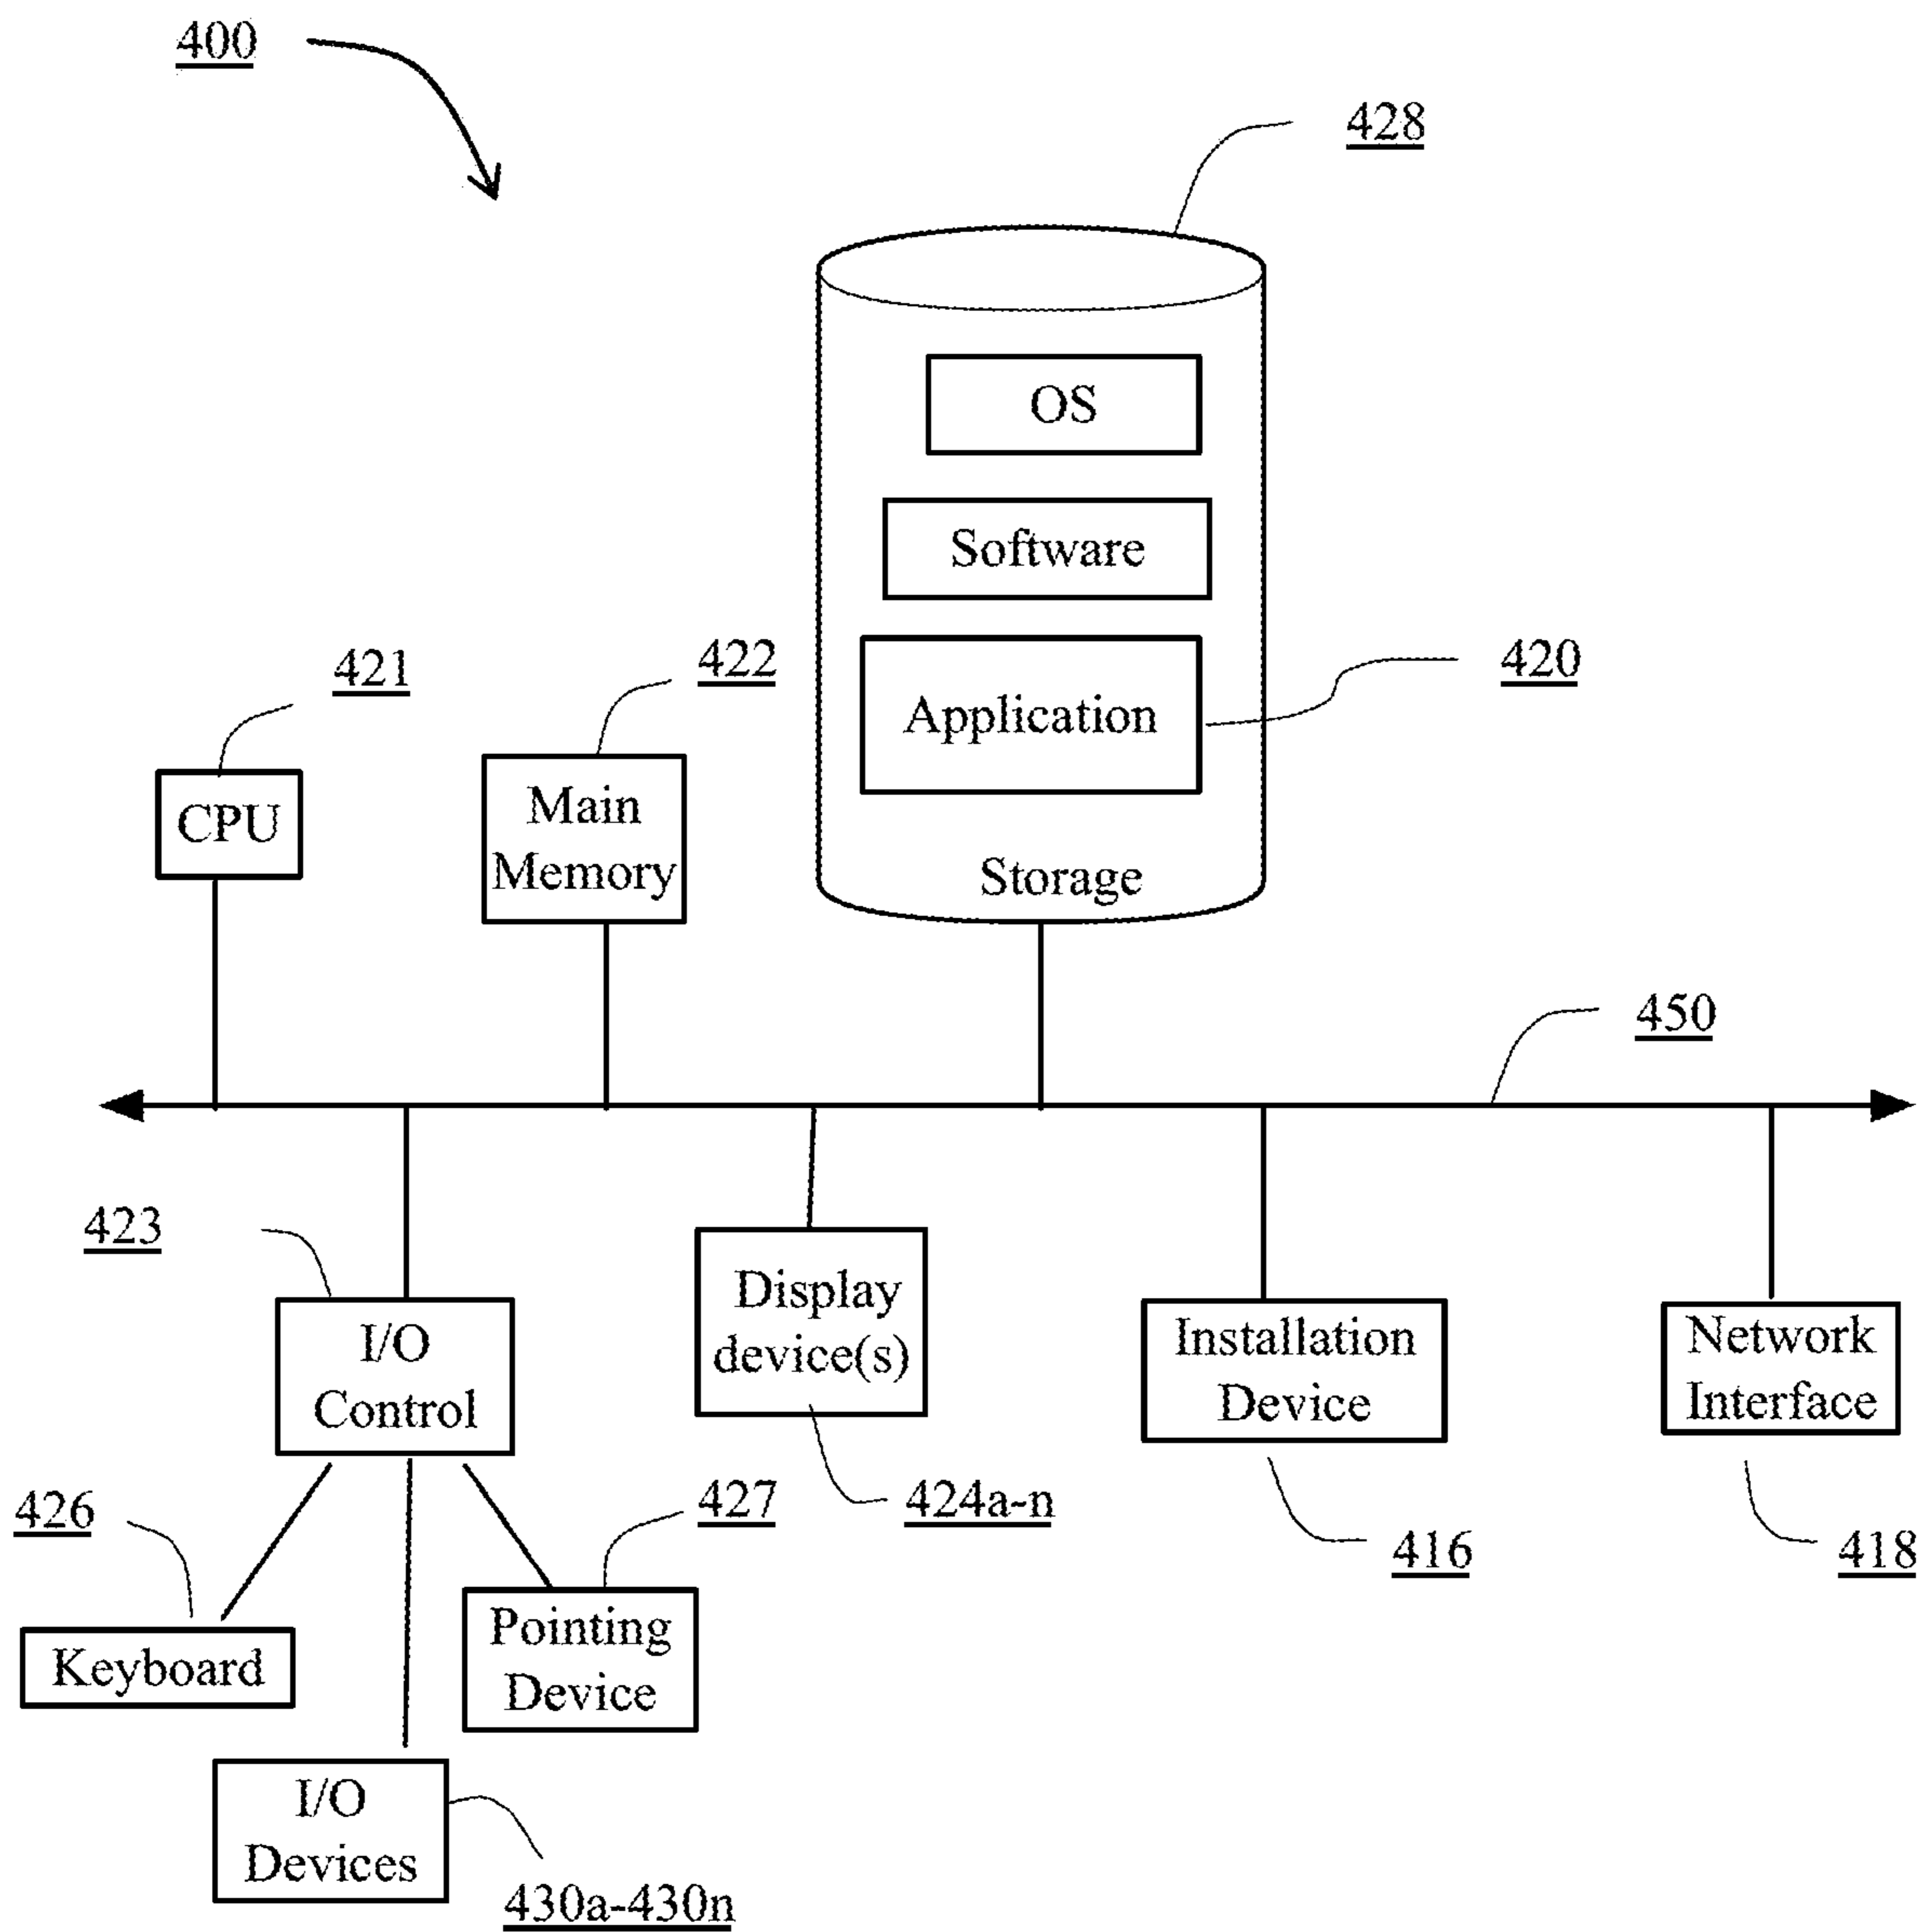 400
428
OS
Software
421
422
420
Application
Main
CPU
Memory
Storage
450
423
Display
device(s)
I/O
Control
Installation
Device
Network
Interface
426
427
424a-n
416
418
Pointing
Device
Keyboard
I/O
Devices
430a-430n